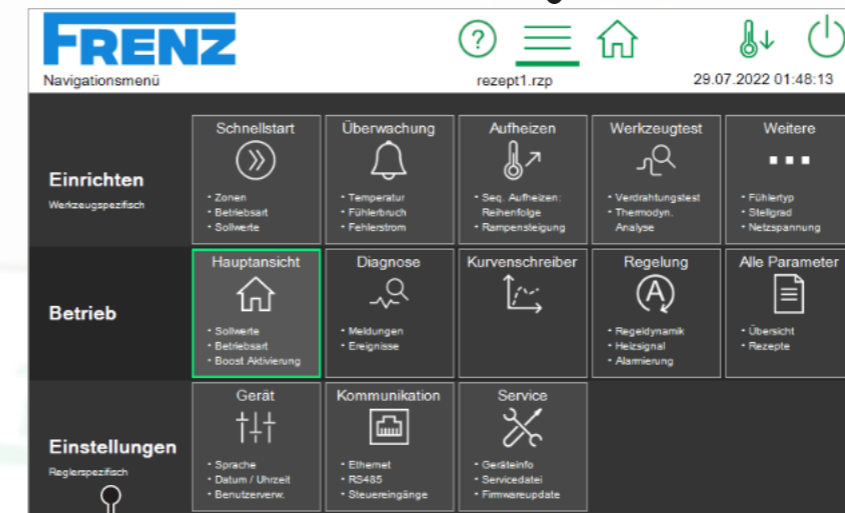 FRENZ
?
Navigationsmenü
rezept1.rzp
29.07.2022 01:48:13
Einrichten
Werkzeugspezifisch
Schnellstart
• Zonen
• Betriebsart
• Sollwerte
Überwachung
• Temperatur
• Fühlerbruch
• Fehlerstrom
Aufheizen
• Seq. Aufheizen:
Reihenfolge
• Rampensteigung
Werkzeugtest
• Verdrahtungstest
• Thermodyn.
Analyse
Weitere
• Fühlertyp
• Stellgrad
• Netzspannung
Betrieb
Hauptansicht
• Sollwerte
• Betriebsart
• Boost Aktivierung
Diagnose
• Meldungen
• Ereignisse
Kurvenschreiber
Regelung
A
• Regeldynamik
• Heizsignal
• Alarmierung
Alle Parameter
• Übersicht
• Rezepte
Einstellungen
Reglerspezifisch
Gerät
• Sprache
• Datum / Uhrzeit
• Benutzerverw.
Kommunikation
• Ethernet
• RS485
• Steuereingänge
Service
• Geräteinfo
• Servicedatei
• Firmwareupdate